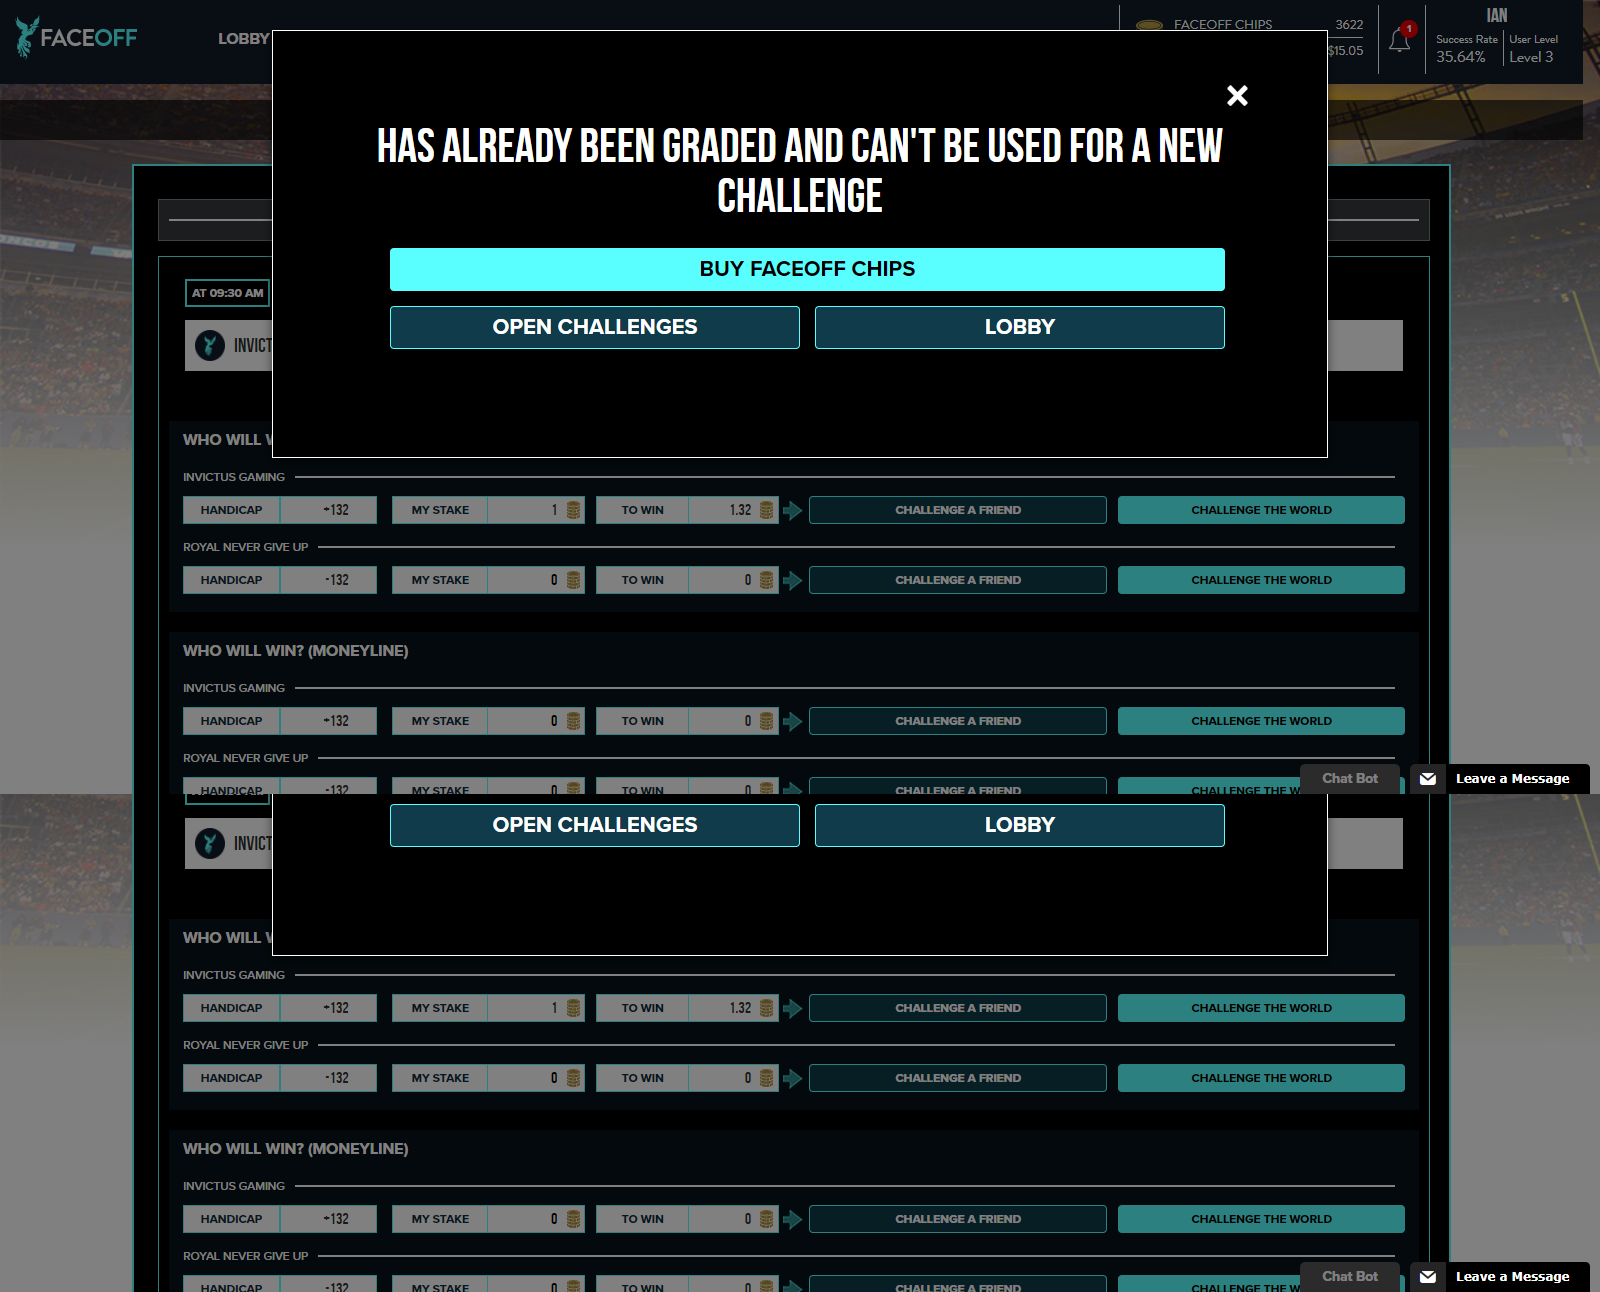 FACEOFF
LOBBY
FACEOFF CHIPS 3622
$15.05
1
IAN
Success Rate User Level
35.64% Level 3
HAS ALREADY BEEN GRADED AND CAN'T BE USED FOR A NEW
CHALLENGE
BUY FACEOFF CHIPS
AT 09:30 AM
OPEN CHALLENGES LOBBY
INVICT
WHO WILL W
INVICTUS GAMING
HANDICAP +132 MY STAKE 1 TO WIN 1.32 CHALLENGE A FRIEND CHALLENGE THE WORLD
ROYAL NEVER GIVE UP
HANDICAP -132 MY STAKE 0 TO WIN 0 CHALLENGE A FRIEND CHALLENGE THE WORLD
WHO WILL WIN? (MONEYLINE)
INVICTUS GAMING
HANDICAP +132 MY STAKE 0 TO WIN 0 CHALLENGE A FRIEND CHALLENGE THE WORLD
ROYAL NEVER GIVE UP
HANDICAP -132 MY STAKE 0 TO WIN 0 CHALLENGE A FRIEND CHALLENGE THE W
Chat Bot Leave a Message
OPEN CHALLENGES LOBBY
INVICT
WHO WILL W
INVICTUS GAMING
HANDICAP +132 MY STAKE 1 TO WIN 1.32 CHALLENGE A FRIEND CHALLENGE THE WORLD
ROYAL NEVER GIVE UP
HANDICAP -132 MY STAKE 0 TO WIN 0 CHALLENGE A FRIEND CHALLENGE THE WORLD
WHO WILL WIN? (MONEYLINE)
INVICTUS GAMING
HANDICAP +132 MY STAKE 0 TO WIN 0 CHALLENGE A FRIEND CHALLENGE THE WORLD
ROYAL NEVER GIVE UP
HANDICAP -132 MY STAKE 0 TO WIN 0 CHALLENGE A FRIEND CHALLENGE THE W
Chat Bot Leave a Message